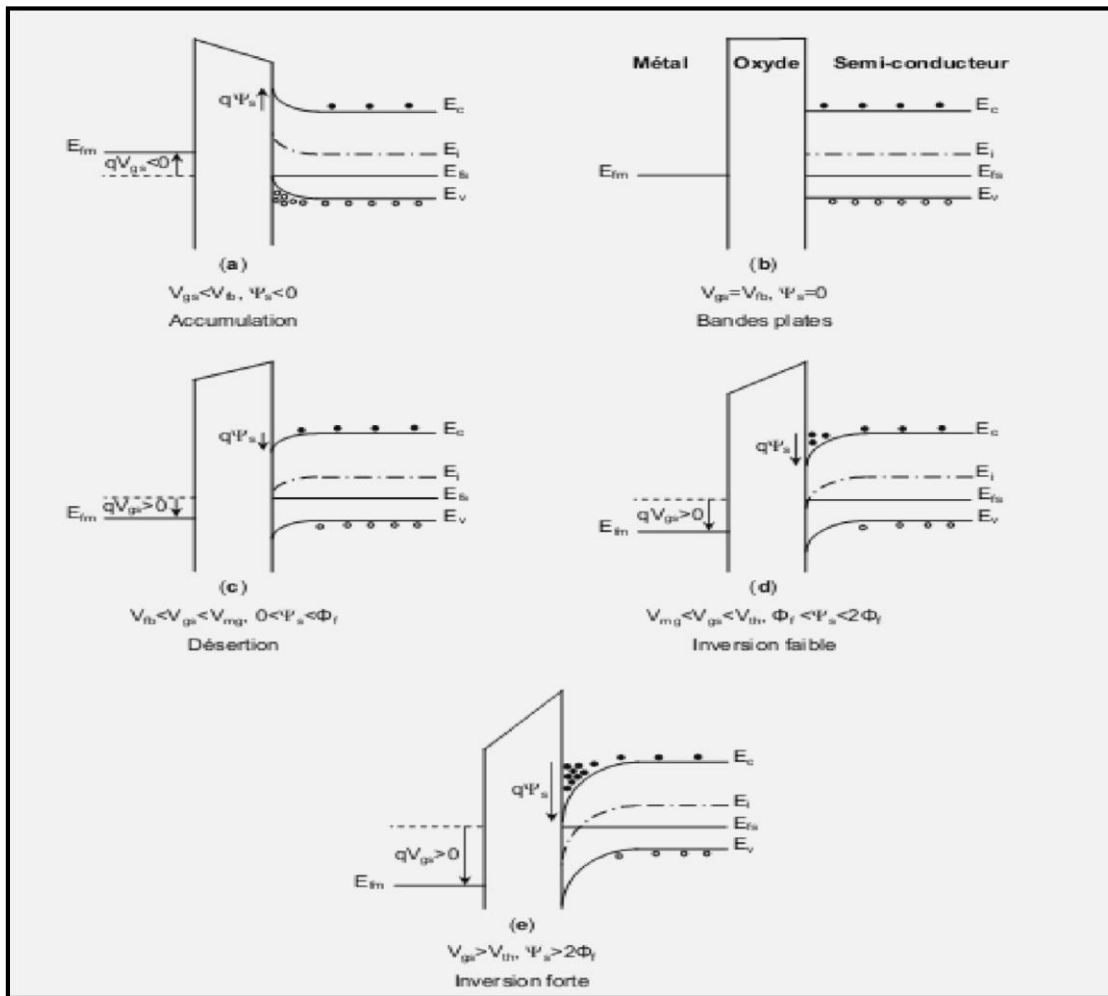 qΨs
Efm
qVgs<0
Ec
Ei
Efs
Ev
(a)
Vgs<Vfb, Ψs<0
Accumulation
Métal Oxyde Semi-conducteur
Efm
Ec
Ei
Efs
Ev
(b)
Vgs=Vfb, Ψs=0
Bandes plates
qΨs
qVgs>0
Efm
Ec
Ei
Efs
Ev
(c)
Vfb<Vgs<Vmg, 0<Ψs<Φf
Désertion
qΨs
qVgs>0
Efm
Ec
Ei
Efs
Ev
(d)
Vmg<Vgs<Vth, Φf<Ψs<2Φf
Inversion faible
qΨs
qVgs>0
Efm
Ec
Ei
Efs
Ev
(e)
Vgs>Vth, Ψs>2Φf
Inversion forte